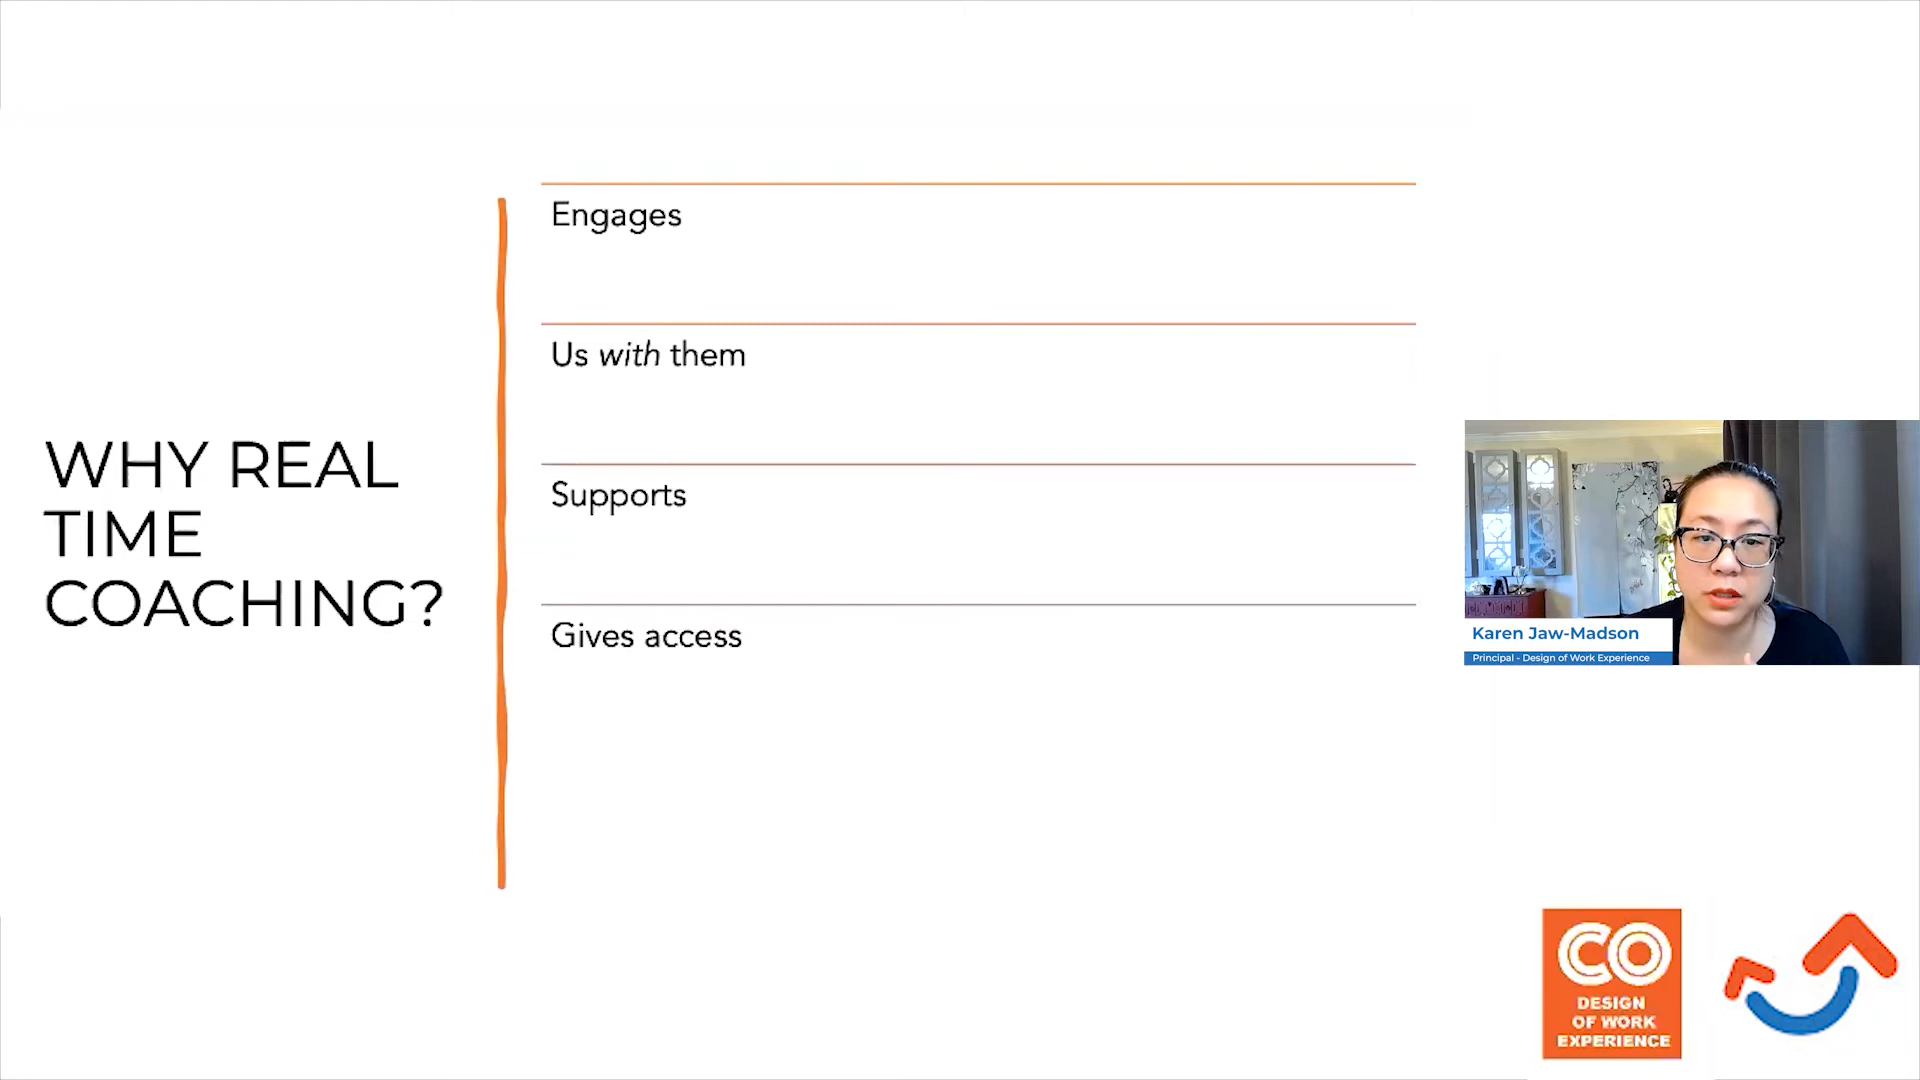 WHY REAL
TIME
COACHING?
Engages
Us with them
Supports
Gives access
Karen Jaw-Madson
Principal - Design of Work Experience
CO
DESIGN
OF WORK
EXPERIENCE